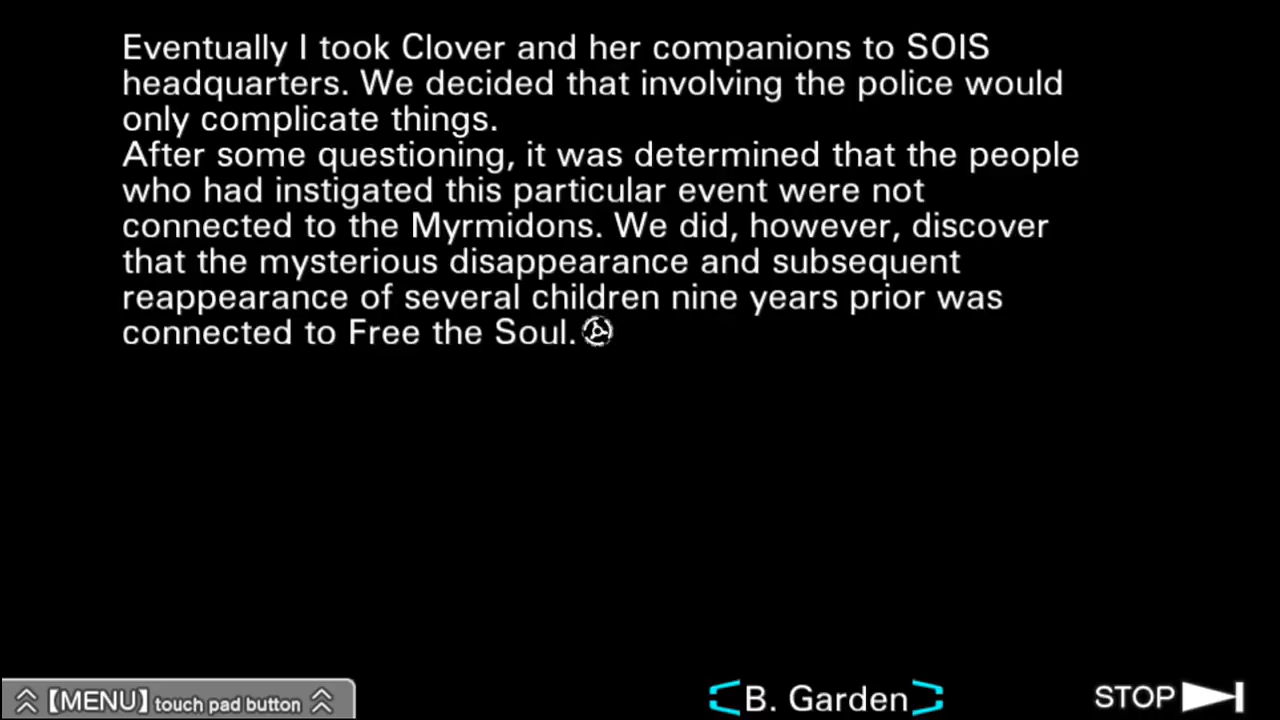 Eventually I took Clover and her companions to SOIS
headquarters. We decided that involving the police would
only complicate things.
After some questioning, it was determined that the people
who had instigated this particular event were not
connected to the Myrmidons. We did, however, discover
that the mysterious disappearance and subsequent
reappearance of several children nine years prior was
connected to Free the Soul.
【MENU】touch pad button
B. Garden
STOP